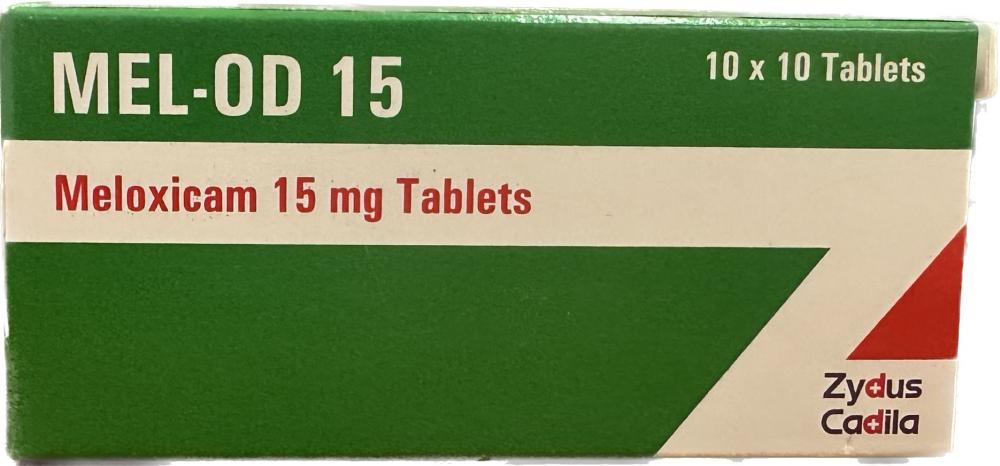 MEL-OD 15
10 x 10 Tablets
Meloxicam 15 mg Tablets
Zydus
Cadila